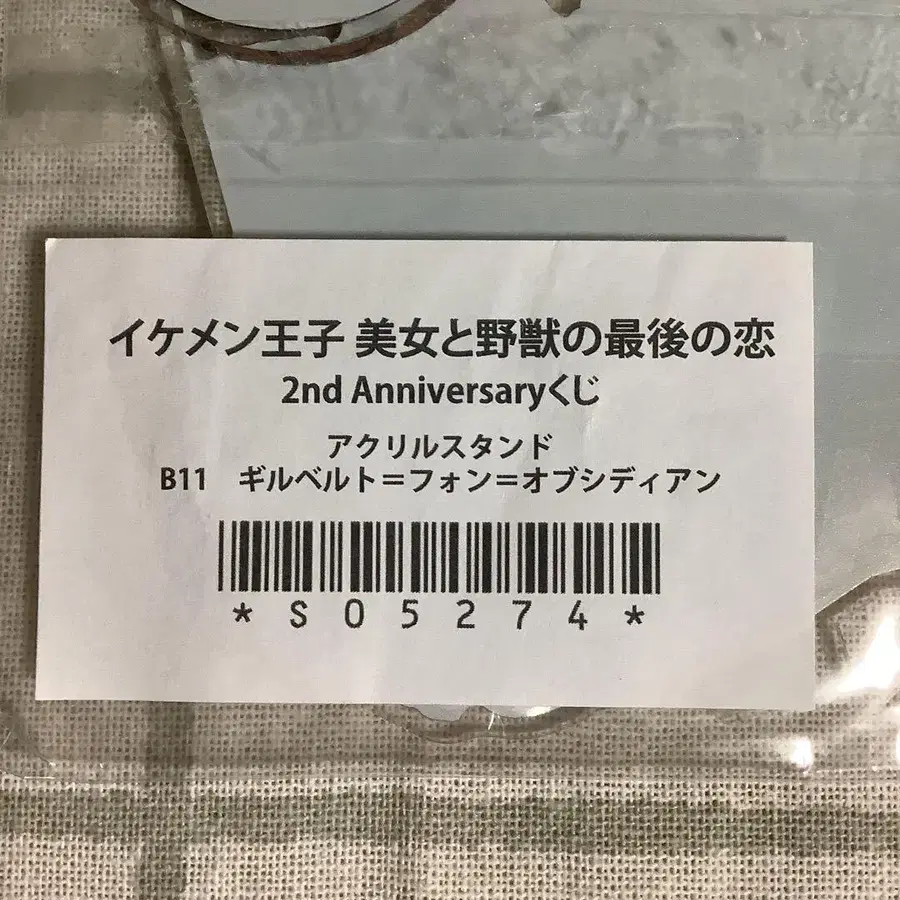 イケメン王子 美女と野獣の最後の恋
2nd Anniversaryくじ
アクリルスタンド
B11　ギルベルト＝フォン＝オブシディアン
*S05274*